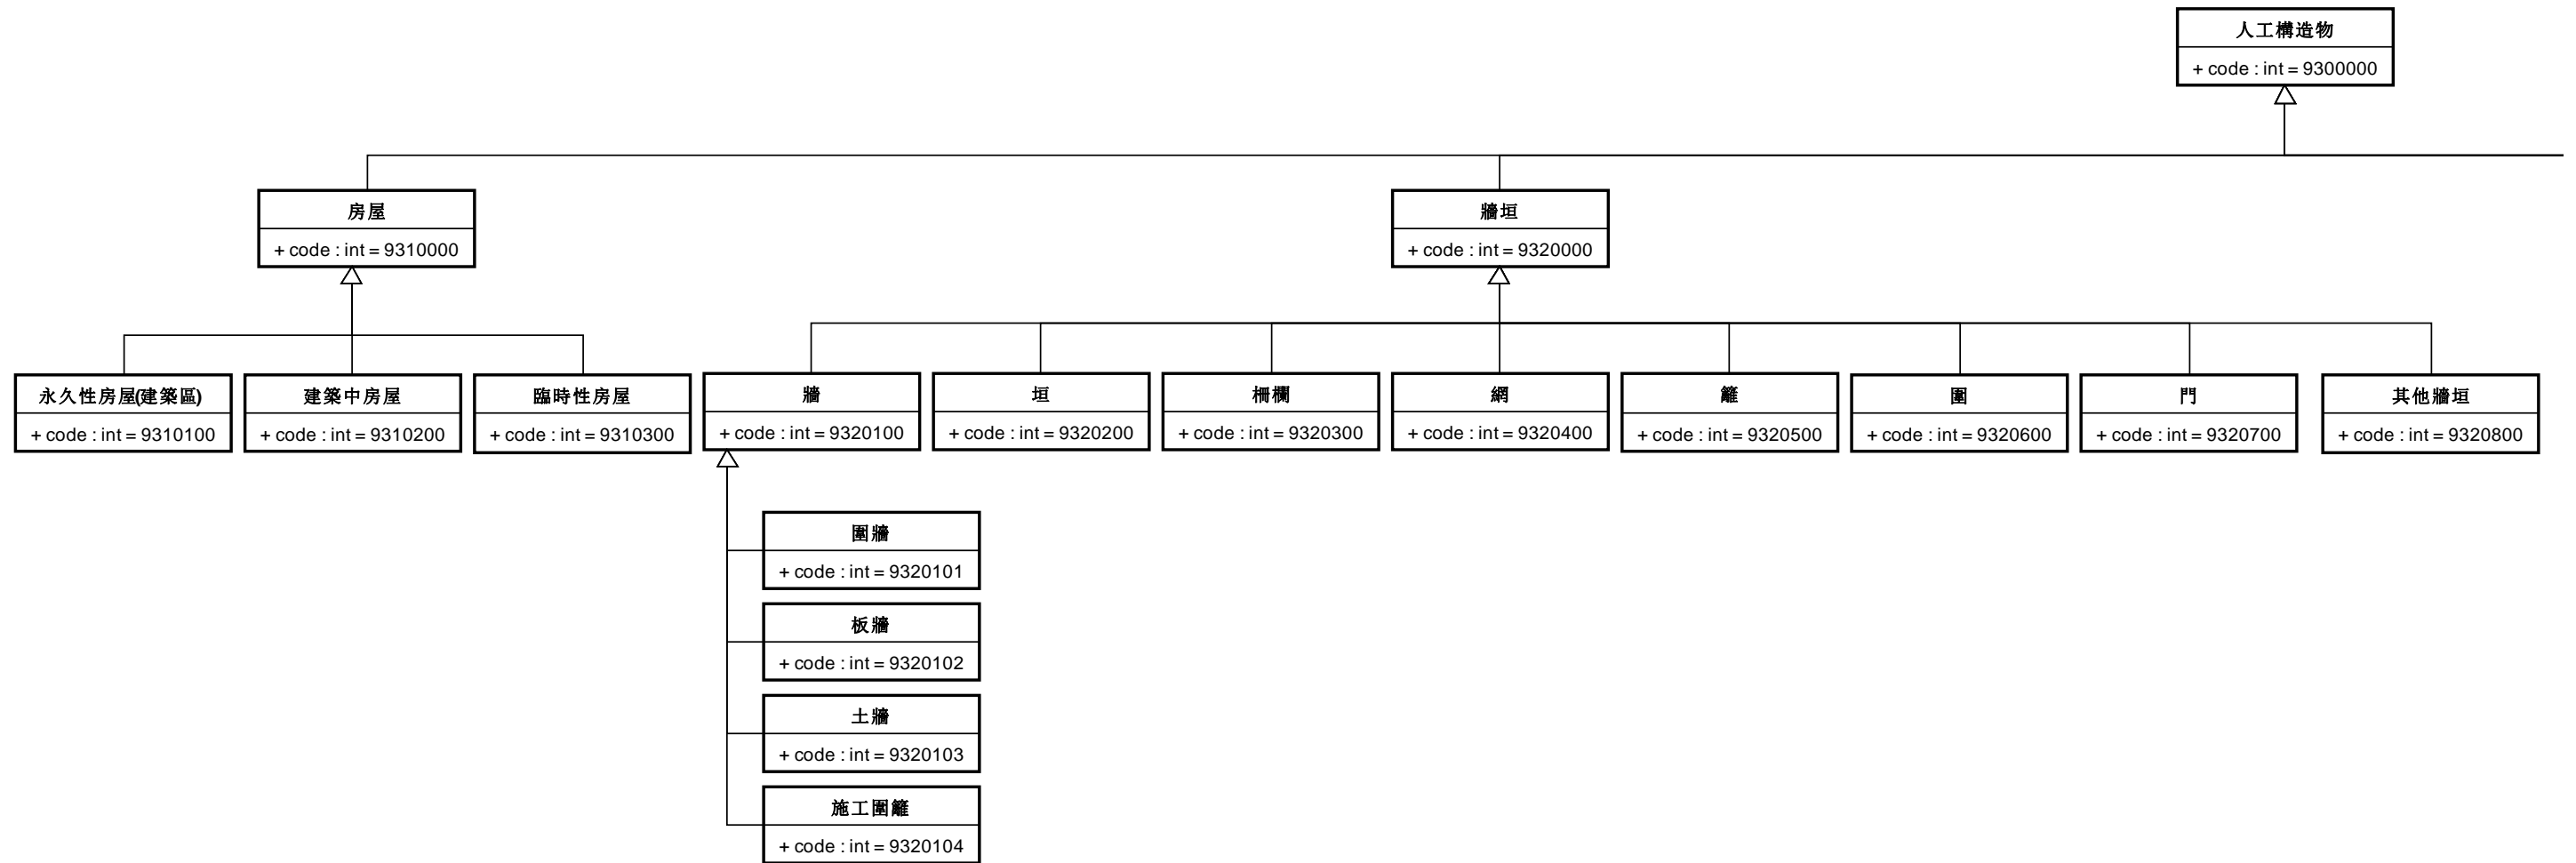 人工構造物
+ code : int = 9300000
房屋
+ code : int = 9310000
牆垣
+ code : int = 9320000
永久性房屋(建築區)
+ code : int = 9310100
建築中房屋
+ code : int = 9310200
臨時性房屋
+ code : int = 9310300
牆
+ code : int = 9320100
垣
+ code : int = 9320200
柵欄
+ code : int = 9320300
網
+ code : int = 9320400
籬
+ code : int = 9320500
圍
+ code : int = 9320600
門
+ code : int = 9320700
其他牆垣
+ code : int = 9320800
圍牆
+ code : int = 9320101
板牆
+ code : int = 9320102
土牆
+ code : int = 9320103
施工圍籬
+ code : int = 9320104